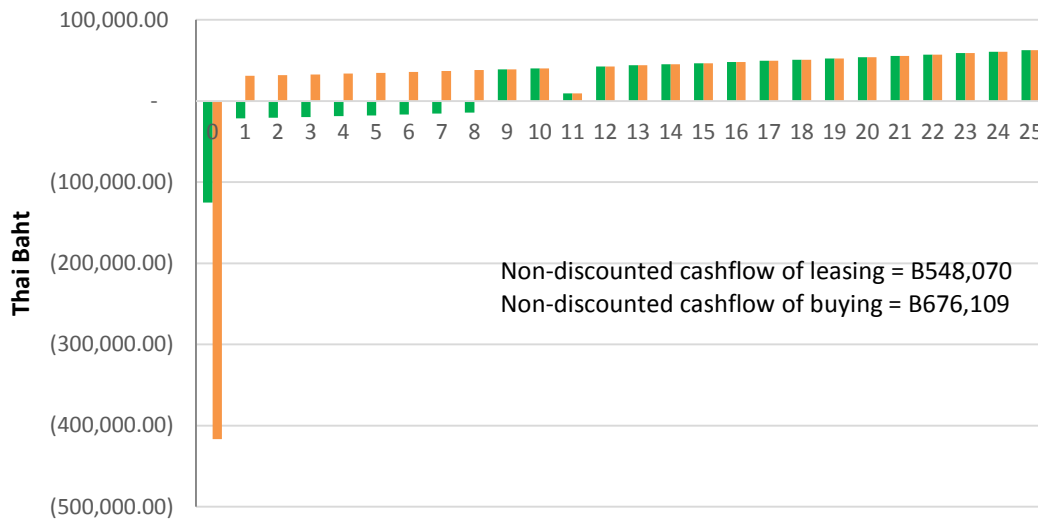 100,000.00
-
0 1 2 3 4 5 6 7 8 9 10 11 12 13 14 15 16 17 18 19 20 21 22 23 24 25
(100,000.00)
(200,000.00)
(300,000.00)
(400,000.00)
(500,000.00)
Thai Baht
Non-discounted cashflow of leasing = B548,070
Non-discounted cashflow of buying = B676,109